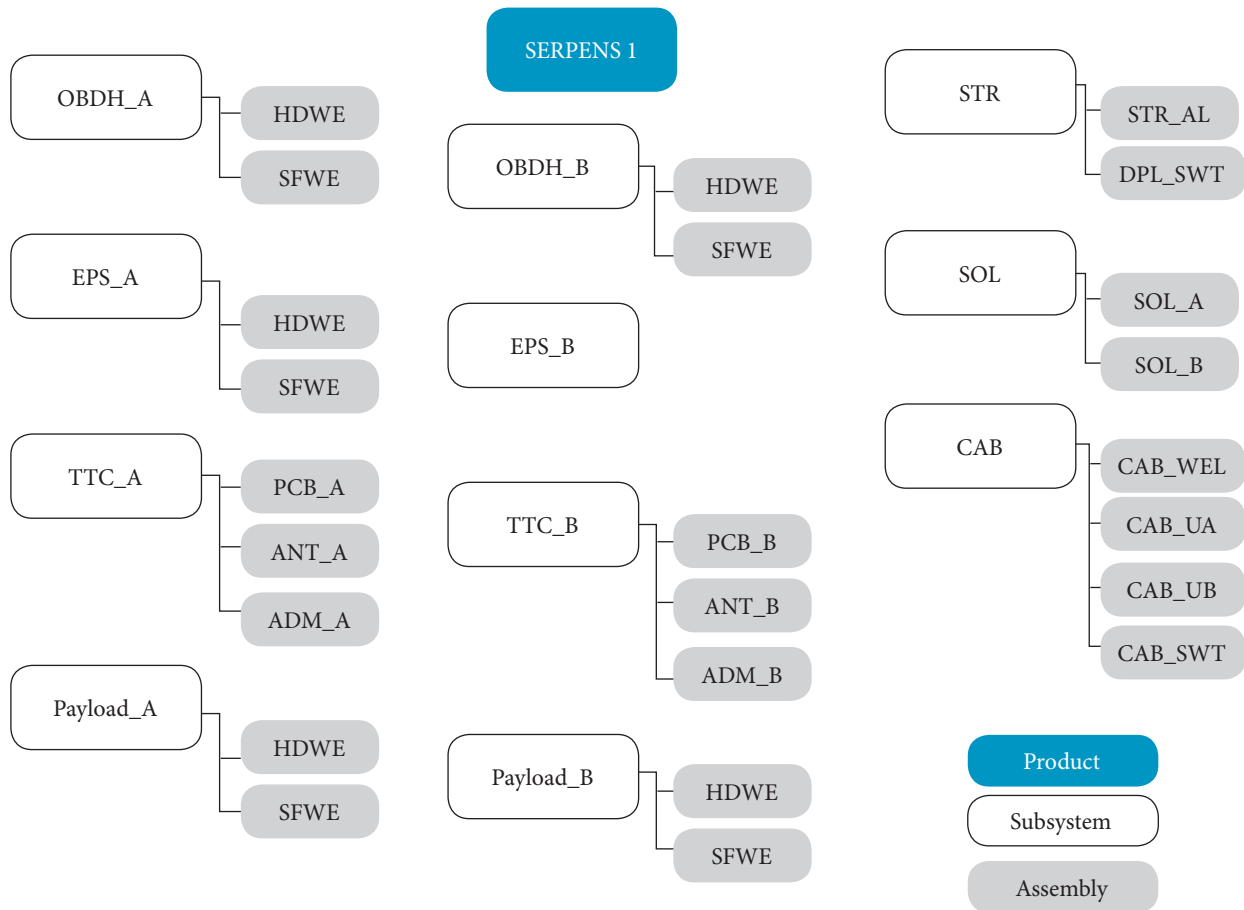 SERPENS 1
OBDH_A
HDWE
SFWE
EPS_A
HDWE
SFWE
TTC_A
PCB_A
ANT_A
ADM_A
Payload_A
HDWE
SFWE
OBDH_B
HDWE
SFWE
EPS_B
TTC_B
PCB_B
ANT_B
ADM_B
Payload_B
HDWE
SFWE
STR
STR_AL
DPL_SWT
SOL
SOL_A
SOL_B
CAB
CAB_WEL
CAB_UA
CAB_UB
CAB_SWT
Product
Subsystem
Assembly